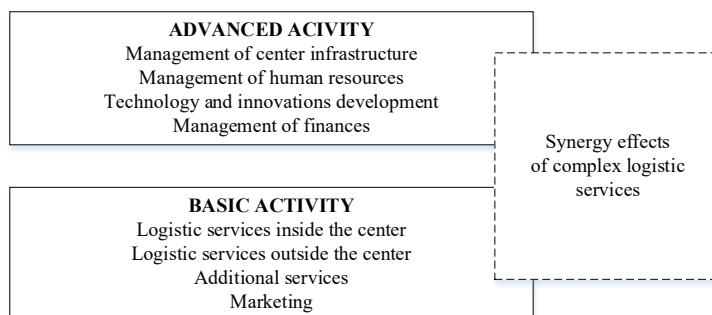 ADVANCED ACIVITY
Management of center infrastructure
Management of human resources
Technology and innovations development
Management of finances
Synergy effects
of complex logistic
services
BASIC ACTIVITY
Logistic services inside the center
Logistic services outside the center
Additional services
Marketing